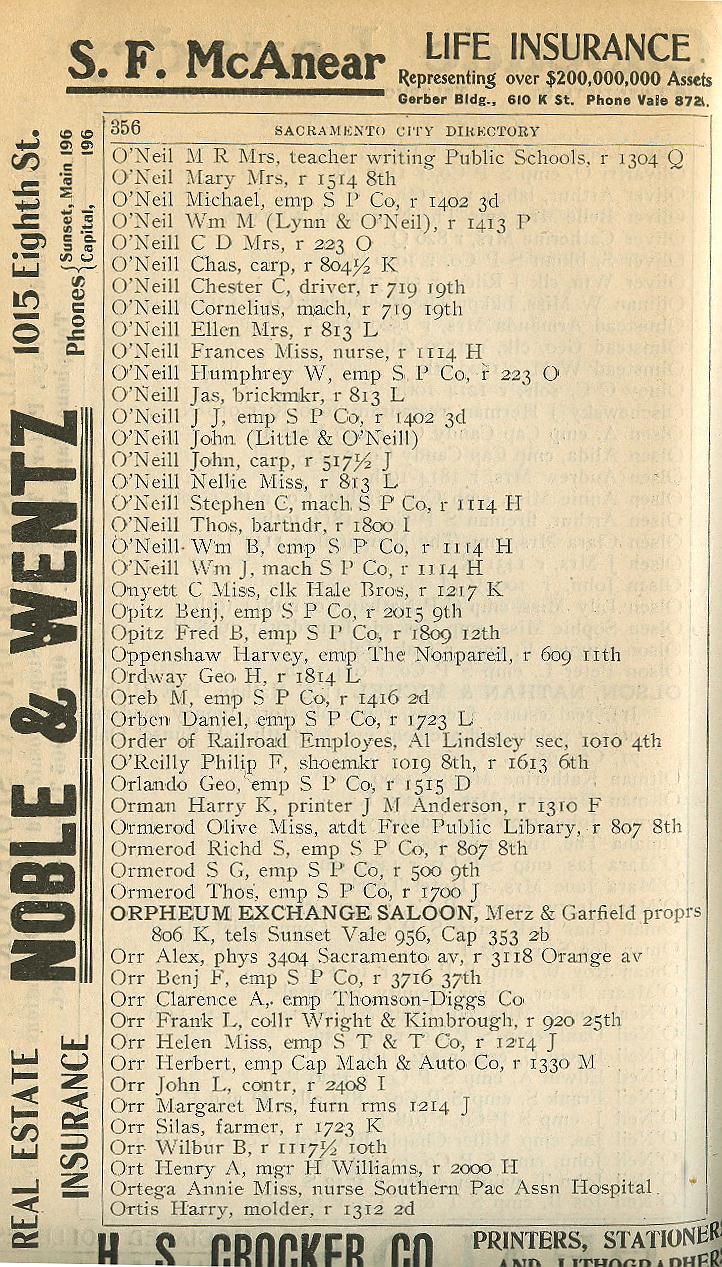 S. F. McAnear
LIFE INSURANCE.
Representing over $200,000,000 Assets
Gerber Bldg., 610 K St. Phone Vale 872.
356 SACRAMENTO CITY DIRECTORY
O'Neil M R Mrs, teacher writing Public Schools, r 1304 Q
O'Neil Mary Mrs, r 1514 8th
O'Neil Michael, emp S P Co, r 1402 3d
O'Neil Wm M (Lynn & O'Neil), r 1413 P
O'Neill C D Mrs, r 223 O
O'Neill Chas, carp, r 804½ K
O'Neill Chester C, driver, r 719 19th
O'Neill Cornelius, mach, r 719 19th
O'Neill Ellen Mrs, r 813 L
O'Neill Frances Miss, nurse, r 1114 H
O'Neill Humphrey W, emp S P Co, r 223 O
O'Neill Jas, brickmkr, r 813 L
O'Neill J J, emp S P Co, r 1402 3d
O'Neill John (Little & O'Neill)
O'Neill John, carp, r 517½ J
O'Neill Nellie Miss, r 813 L
O'Neill Stephen C, mach S P Co, r 1114 H
O'Neill Thos, bartndr, r 1800 I
O'Neill Wm B, emp S P Co, r 1114 H
O'Neill Wm J, mach S P Co, r 1114 H
Onyett C Miss, clk Hale Bros, r 1217 K
Opitz Benj, emp S P Co, r 2015 9th
Opitz Fred B, emp S P Co, r 1809 12th
Oppenshaw Harvey, emp The Nonpareil, r 609 11th
Ordway Geo H, r 1814 L
Oreb M, emp S P Co, r 1416 2d
Orben Daniel, emp S P Co, r 1723 L
Order of Railroad Employes, Al Lindsley sec, 1010 4th
O'Reilly Philip F, shoemkr 1019 8th, r 1613 6th
Orlando Geo, emp S P Co, r 1515 D
Orman Harry K, printer J M Anderson, r 1310 F
Ormerod Olive Miss, atdt Free Public Library, r 807 8th
Ormerod Richd S, emp S P Co, r 807 8th
Ormerod S G, emp S P Co, r 500 9th
Ormerod Thos, emp S P Co, r 1700 J
ORPHEUM EXCHANGE SALOON, Merz & Garfield proprs
806 K, tels Sunset Vale 956, Cap 353 2b
Orr Alex, phys 3404 Sacramento av, r 3118 Orange av
Orr Benj F, emp S P Co, r 3716 37th
Orr Clarence A, emp Thomson-Diggs Co
Orr Frank L, collr Wright & Kimbrough, r 920 25th
Orr Helen Miss, emp S T & T Co, r 1214 J
Orr Herbert, emp Cap Mach & Auto Co, r 1330 M
Orr John L, contr, r 2408 I
Orr Margaret Mrs, furn rms 1214 J
Orr Silas, farmer, r 1723 K
Orr Wilbur B, r 1117½ 10th
Ort Henry A, mgr H Williams, r 2000 H
Ortega Annie Miss, nurse Southern Pac Assn Hospital
Ortis Harry, molder, r 1312 2d
REAL ESTATE
INSURANCE
NOBLE & WENTZ
1015 Eighth St.
Phones { Sunset, Main 196
Capital, 196
H. S. CROCKER CO.
PRINTERS, STATIONERS
AND LITHOGRAPHERS